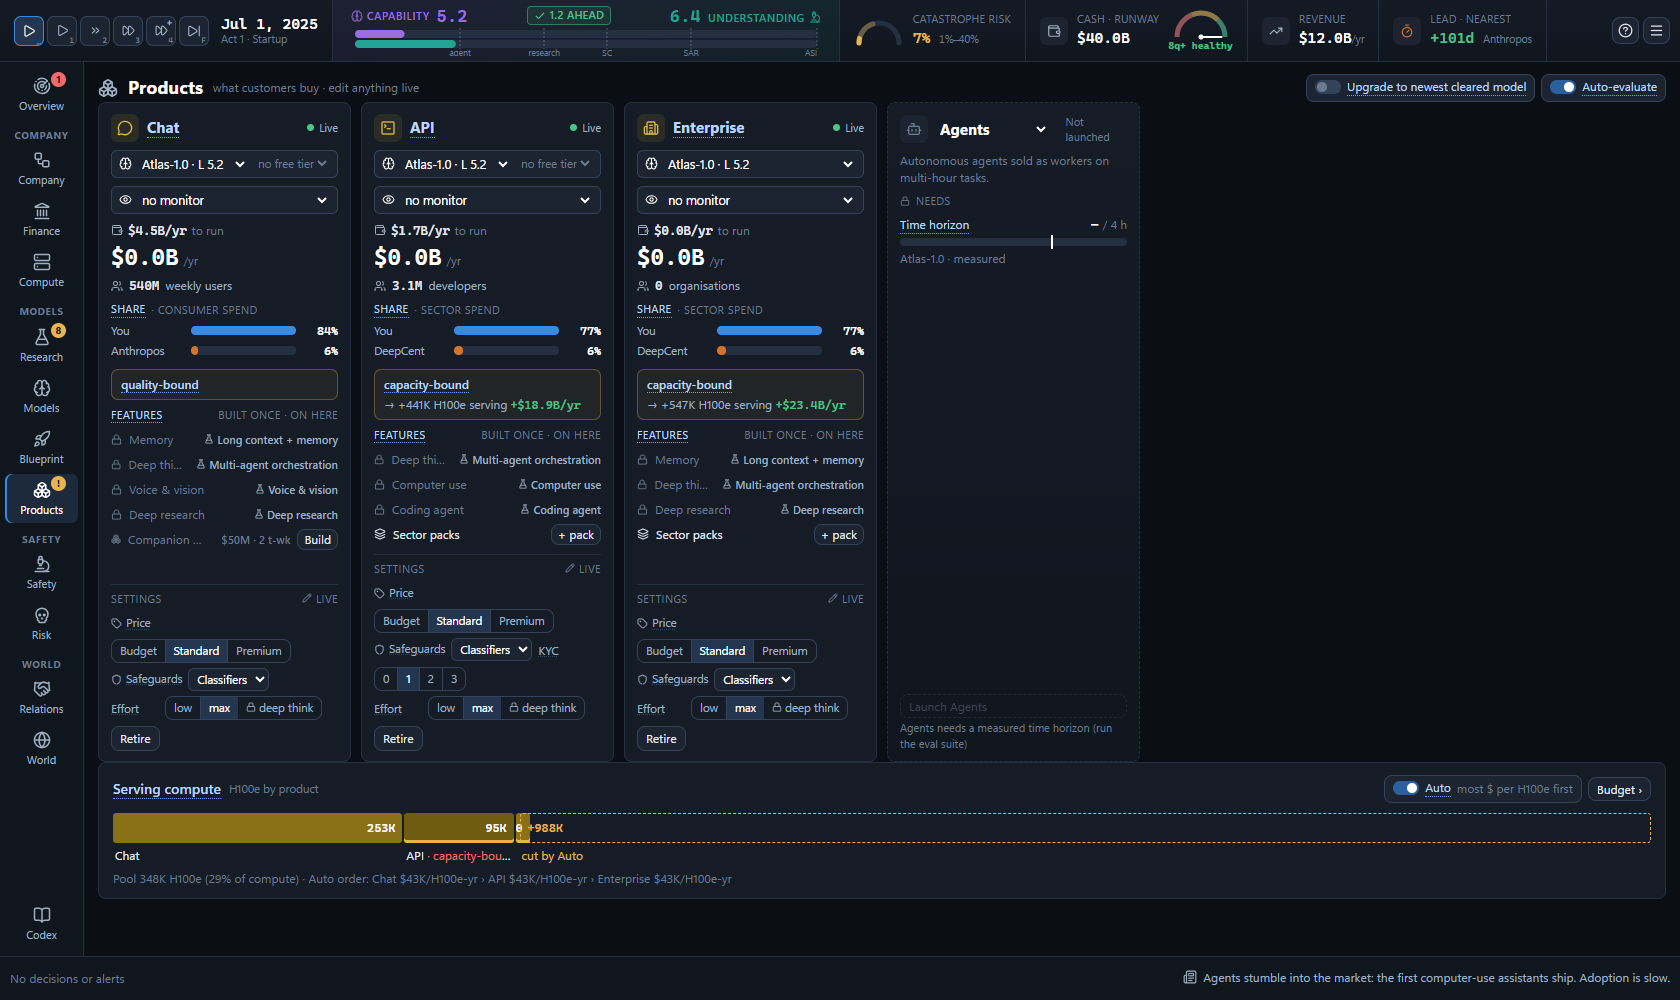 1
2
3
4
F
Jul 1, 2025
Act 1 · Startup
CAPABILITY 5.2
1.2 AHEAD
6.4 UNDERSTANDING
agent
research
SC
SAR
ASI
CATASTROPHE RISK
7% 1%–40%
CASH · RUNWAY
$40.0B
8q+ healthy
REVENUE
$12.0B/yr
LEAD · NEAREST
+101d Anthropos
1
Overview
COMPANY
Company
Finance
Compute
MODELS
8
Research
Models
Blueprint
!
Products
SAFETY
Safety
Risk
WORLD
Relations
World
Codex
Products what customers buy · edit anything live
Upgrade to newest cleared model
Auto-evaluate
Chat
Live
Atlas-1.0 · L 5.2
no free tier
no monitor
$4.5B/yr to run
$0.0B /yr
540M weekly users
SHARE · CONSUMER SPEND
You 84%
Anthropos 6%
quality-bound
FEATURES BUILT ONCE · ON HERE
Memory Long context + memory
Deep thi... Multi-agent orchestration
Voice & vision Voice & vision
Deep research Deep research
Companion ... $50M · 2 t-wk Build
SETTINGS LIVE
Price
Budget Standard Premium
Safeguards Classifiers
Effort low max deep think
Retire
API
Live
Atlas-1.0 · L 5.2
no free tier
no monitor
$1.7B/yr to run
$0.0B /yr
3.1M developers
SHARE · SECTOR SPEND
You 77%
DeepCent 6%
capacity-bound
→ +441K H100e serving +$18.9B/yr
FEATURES BUILT ONCE · ON HERE
Deep thi... Multi-agent orchestration
Computer use Computer use
Coding agent Coding agent
Sector packs + pack
SETTINGS LIVE
Price
Budget Standard Premium
Safeguards Classifiers KYC
0 1 2 3
Effort low max deep think
Retire
Enterprise
Live
Atlas-1.0 · L 5.2
no monitor
$0.0B/yr to run
$0.0B /yr
0 organisations
SHARE · SECTOR SPEND
You 77%
DeepCent 6%
capacity-bound
→ +547K H100e serving +$23.4B/yr
FEATURES BUILT ONCE · ON HERE
Memory Long context + memory
Deep thi... Multi-agent orchestration
Deep research Deep research
Sector packs + pack
SETTINGS LIVE
Price
Budget Standard Premium
Safeguards Classifiers
Effort low max deep think
Retire
Agents
Not launched
Autonomous agents sold as workers on
multi-hour tasks.
NEEDS
Time horizon – / 4 h
Atlas-1.0 · measured
Launch Agents
Agents needs a measured time horizon (run
the eval suite)
Serving compute H100e by product
Auto most $ per H100e first
Budget ›
253K
95K
0
+988K
Chat
API · capacity-bou...
cut by Auto
Pool 348K H100e (29% of compute) · Auto order: Chat $43K/H100e-yr › API $43K/H100e-yr › Enterprise $43K/H100e-yr
No decisions or alerts
Agents stumble into the market: the first computer-use assistants ship. Adoption is slow.